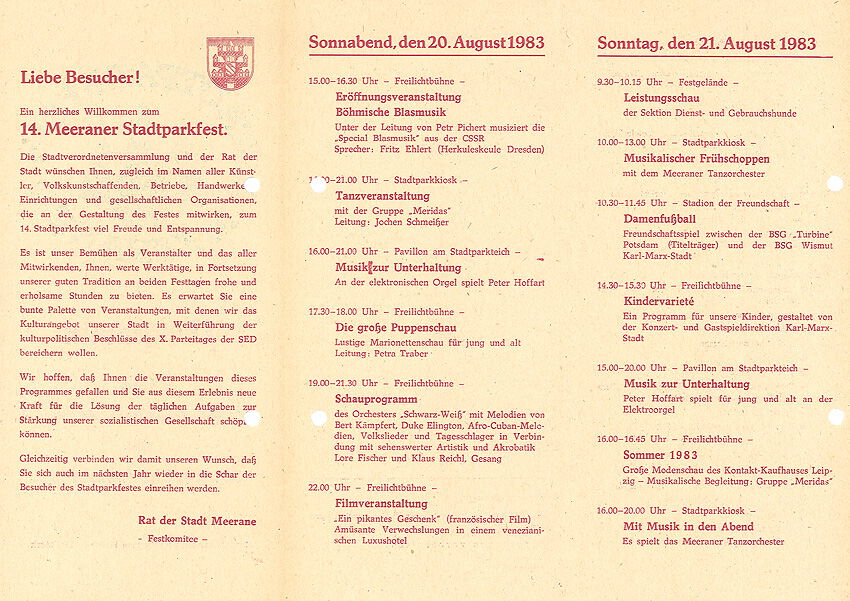 Liebe Besucher!
Ein herzliches Willkommen zum
14. Meeraner Stadtparkfest.
Die Stadtverordnetenversammlung und der Rat der
Stadt wünschen Ihnen, zugleich im Namen aller Künst-
ler, Volkskunstschaffenden, Betriebe, Handwerke
Einrichtungen und gesellschaftlichen Organisationen,
die an der Gestaltung des Festes mitwirken, zum
14. Stadtparkfest viel Freude und Entspannung.
Es ist unser Bemühen als Veranstalter und das aller
Mitwirkenden, Ihnen, werte Werktätige, in Fortsetzung
unserer guten Tradition an beiden Festtagen frohe und
erholsame Stunden zu bieten. Es erwartet Sie eine
bunte Palette von Veranstaltungen, mit denen wir das
Kulturangebot unserer Stadt in Weiterführung der
kulturpolitischen Beschlüsse des X. Parteitages der SED
bereichern wollen.
Wir hoffen, daß Ihnen die Veranstaltungen dieses
Programmes gefallen und Sie aus diesem Erlebnis neue
Kraft für die Lösung der täglichen Aufgaben zur
Stärkung unserer sozialistischen Gesellschaft schöp
können.
Gleichzeitig verbinden wir damit unseren Wunsch, daß
Sie sich auch im nächsten Jahr wieder in die Schar der
Besucher des Stadtparkfestes einreihen werden.
Rat der Stadt Meerane
- Festkomitee -
Sonnabend, den 20. August 1983
15.00-16.30 Uhr - Freilichtbühne -
Eröffnungsveranstaltung
Böhmische Blasmusik
Unter der Leitung von Petr Pichert musiziert die
„Special Blasmusik" aus der CSSR
Sprecher: Fritz Ehlert (Herkuleskeule Dresden)
00-21.00 Uhr - Stadtparkkiosk -
Tanzveranstaltung
mit der Gruppe „Meridas"
Leitung: Jochen Schmeißer
16.00-21.00 Uhr - Pavillon am Stadtparkteich -
Musik zur Unterhaltung
An der elektronischen Orgel spielt Peter Hoffart
17.30-18.00 Uhr - Freilichtbühne -
Die große Puppenschau
Lustige Marionettenschau für jung und alt
Leitung: Petra Traber
19.00-21.30 Uhr - Freilichtbühne -
Schauprogramm
des Orchesters „Schwarz-Weiß" mit Melodien von
Bert Kämpfert, Duke Elington, Afro-Cuban-Melo-
dien, Volkslieder und Tagesschlager in Verbin-
dung mit sehenswerter Artistik und Akrobatik
Lore Fischer und Klaus Reichl, Gesang
22.00 Uhr - Freilichtbühne -
Filmveranstaltung
„Ein pikantes Geschenk" (französischer Film)
Amüsante Verwechslungen in einem veneziani-
schen Luxushotel
Sonntag, den 21. August 1983
9.30-10.15 Uhr - Festgelände -
Leistungsschau
der Sektion Dienst- und Gebrauchshunde
10.00-13.00 Uhr - Stadtparkkiosk -
Musikalischer Frühschoppen
mit dem Meeraner Tanzorchester
10.30-11.45 Uhr - Stadion der Freundschaft -
Damenfußball
Freundschaftsspiel zwischen der BSG „Turbine"
Potsdam (Titelträger) und der BSG Wismut
Karl-Marx-Stadt
14.30-15.30 Uhr - Freilichtbühne -
Kindervarieté
Ein Programm für unsere Kinder, gestaltet von
der Konzert- und Gastspieldirektion Karl-Marx-
Stadt
15.00-20.00 Uhr - Pavillon am Stadtparkteich -
Musik zur Unterhaltung
Peter Hoffart spielt für jung und alt an der
Elektroorgel
16.00-16.45 Uhr - Freilichtbühne -
Sommer 1983
Große Modenschau des Kontakt-Kaufhauses Leip-
zig - Musikalische Begleitung: Gruppe „Meridas"
16.00-20.00 Uhr - Stadtparkkiosk -
Mit Musik in den Abend
Es spielt das Meeraner Tanzorchester